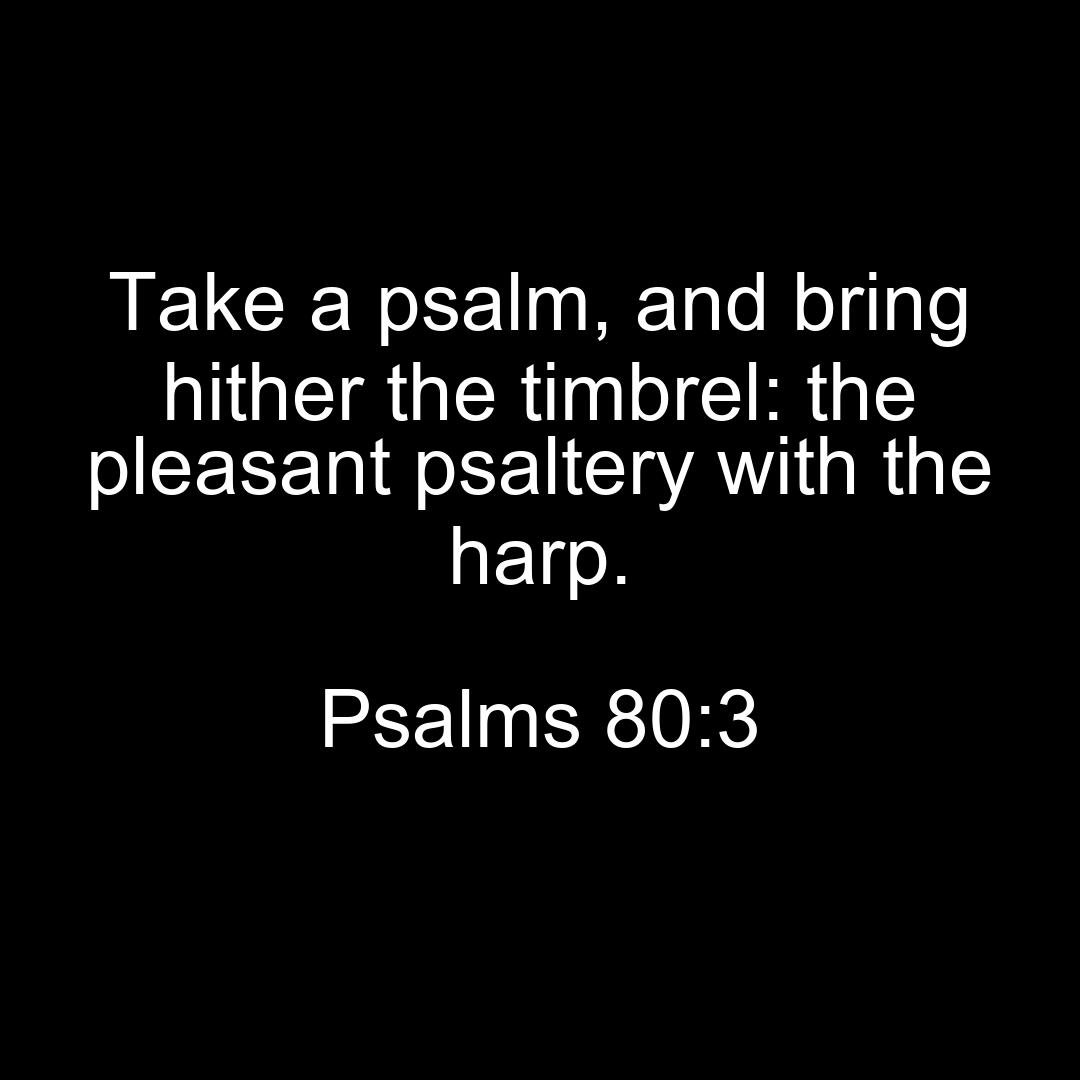 Take a psalm, and bring
hither the timbrel: the
pleasant psaltery with the
harp.
Psalms 80:3